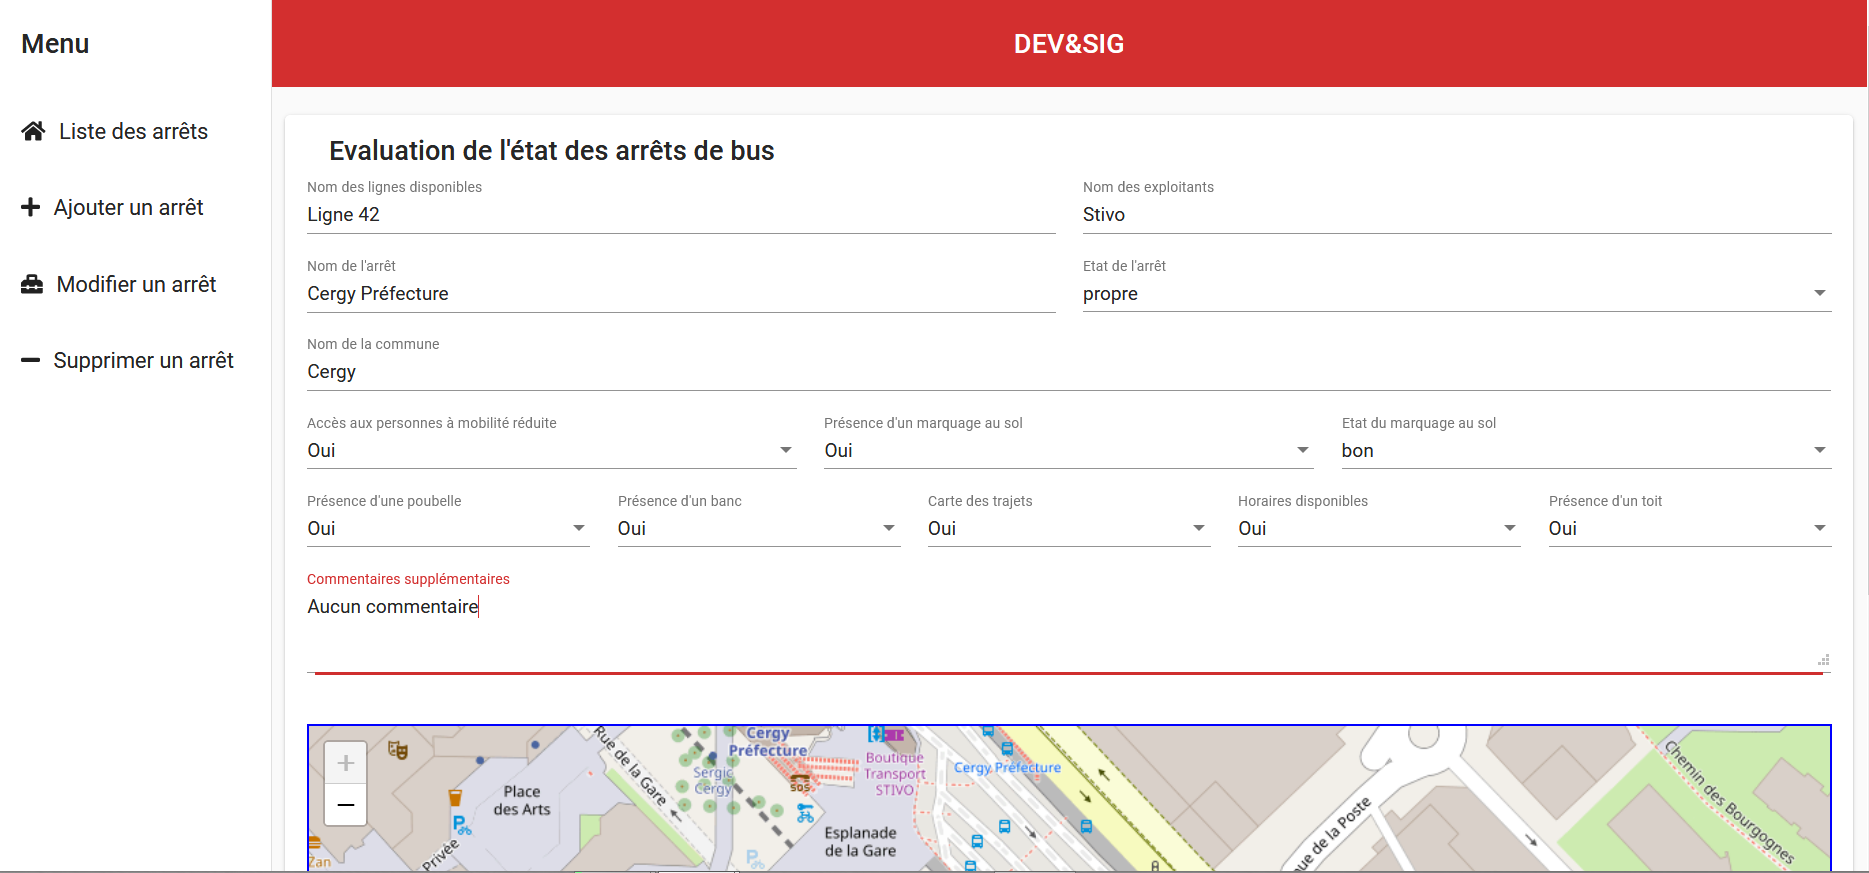 Menu
DEV&SIG
Liste des arrêts
Ajouter un arrêt
Modifier un arrêt
Supprimer un arrêt
Evaluation de l'état des arrêts de bus
Nom des lignes disponibles
Ligne 42
Nom des exploitants
Stivo
Nom de l'arrêt
Cergy Préfecture
Etat de l'arrêt
propre
Nom de la commune
Cergy
Accès aux personnes à mobilité réduite
Oui
Présence d'un marquage au sol
Oui
Etat du marquage au sol
bon
Présence d'une poubelle
Oui
Présence d'un banc
Oui
Carte des trajets
Oui
Horaires disponibles
Oui
Présence d'un toit
Oui
Commentaires supplémentaires
Aucun commentaire
+
−
Place
des Arts
Privée
Zan
Rue de la Gare
Cergy
Préfecture
Sergic
Cergy
sos
Boutique
Transport
STIVO
Esplanade
de la Gare
Cergy Préfecture
ue de la Poste
Chemin des Bourgognes